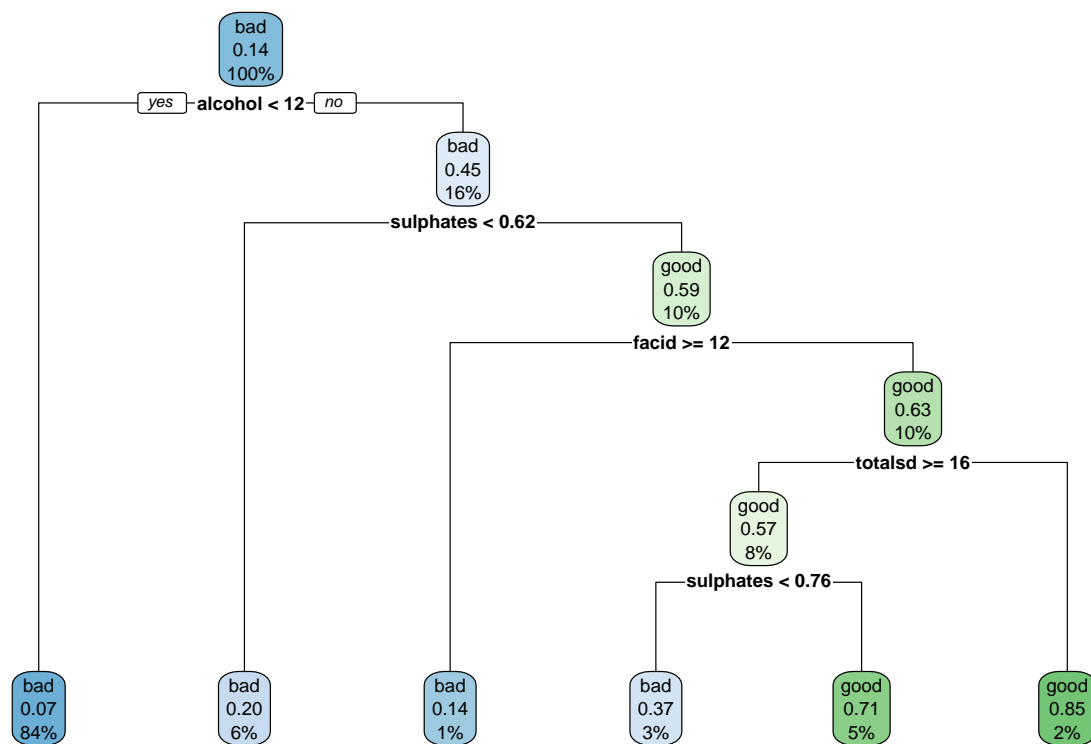 bad
0.14
100%
yes alcohol < 12 no
bad
0.45
16%
sulphates < 0.62
good
0.59
10%
facid >= 12
good
0.63
10%
totalsd >= 16
good
0.57
8%
sulphates < 0.76
bad
0.07
84%
bad
0.20
6%
bad
0.14
1%
bad
0.37
3%
good
0.71
5%
good
0.85
2%